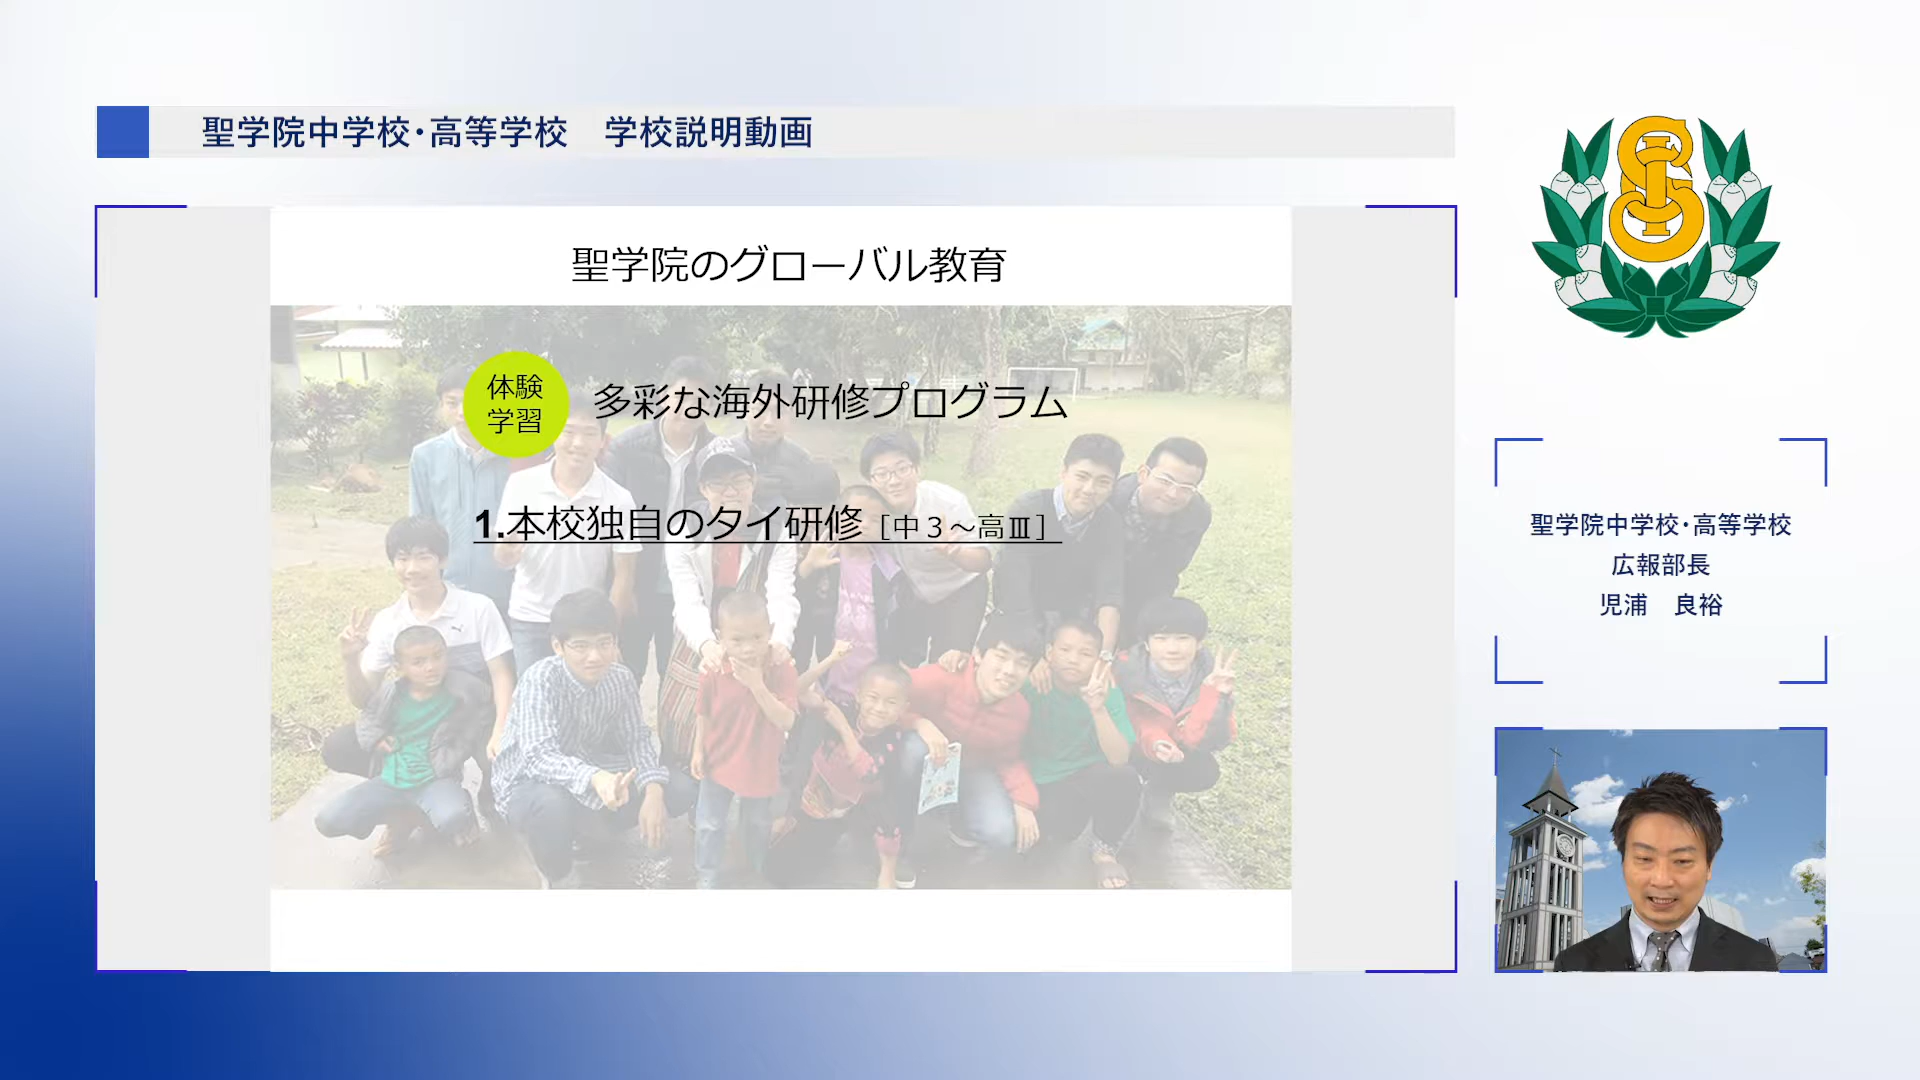 聖学院中学校・高等学校　学校説明動画
聖学院のグローバル教育
体験
学習
多彩な海外研修プログラム
1.本校独自のタイ研修［中３～高Ⅲ］
聖学院中学校・高等学校
広報部長
児浦　良裕